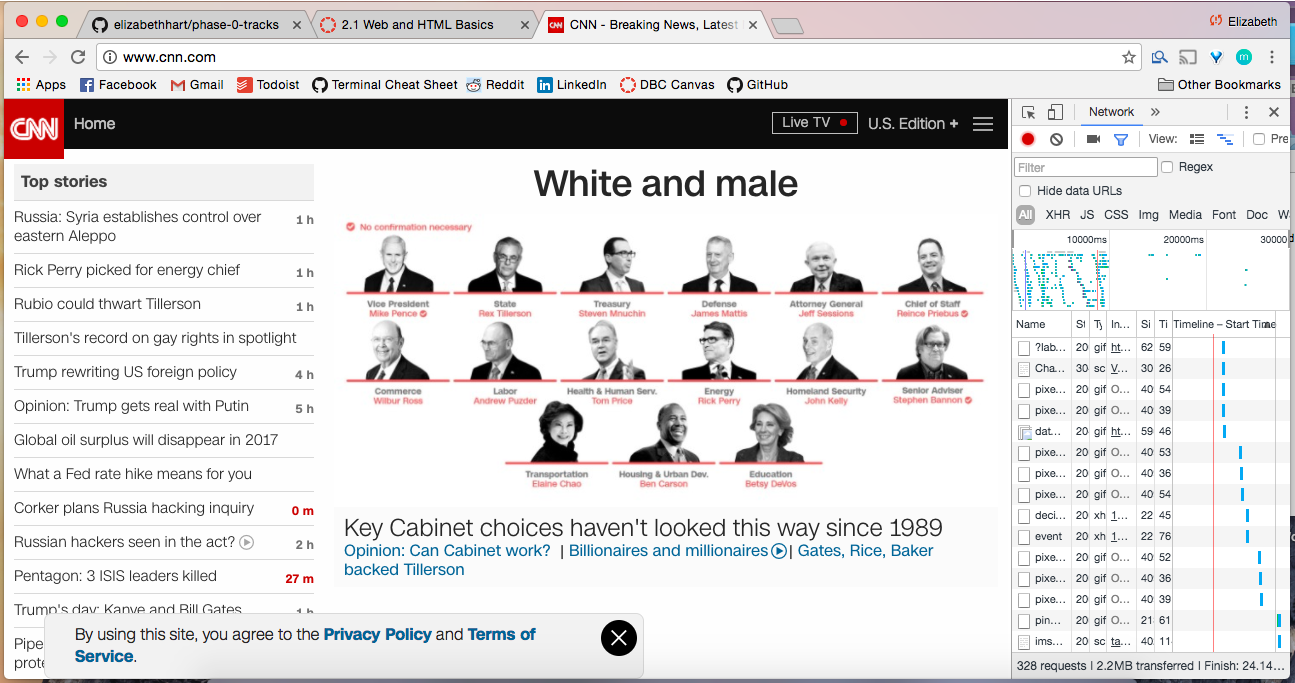 elizabethhart/phase-0-tracks
2.1 Web and HTML Basics
CNN - Breaking News, Latest
Elizabeth
www.cnn.com
Apps
Facebook
Gmail
Todoist
Terminal Cheat Sheet
Reddit
LinkedIn
DBC Canvas
GitHub
Other Bookmarks
CNN
Home
Live TV
U.S. Edition +
Top stories
Russia: Syria establishes control over
eastern Aleppo
1 h
Rick Perry picked for energy chief
1 h
Rubio could thwart Tillerson
1 h
Tillerson's record on gay rights in spotlight
Trump rewriting US foreign policy
4 h
Opinion: Trump gets real with Putin
5 h
Global oil surplus will disappear in 2017
What a Fed rate hike means for you
Corker plans Russia hacking inquiry
0 m
Russian hackers seen in the act?
2 h
Pentagon: 3 ISIS leaders killed
27 m
Trump's day: Kanye and Bill Gates
1 h
Pipe
prote
White and male
No confirmation necessary
Vice President
Mike Pence
State
Rex Tillerson
Treasury
Steven Mnuchin
Defense
James Mattis
Attorney General
Jeff Sessions
Chief of Staff
Reince Priebus
Commerce
Wilbur Ross
Labor
Andrew Puzder
Health & Human Serv.
Tom Price
Energy
Rick Perry
Homeland Security
John Kelly
Senior Adviser
Stephen Bannon
Transportation
Elaine Chao
Housing & Urban Dev.
Ben Carson
Education
Betsy DeVos
Key Cabinet choices haven't looked this way since 1989
Opinion: Can Cabinet work? | Billionaires and millionaires | Gates, Rice, Baker
backed Tillerson
By using this site, you agree to the Privacy Policy and Terms of
Service.
Network
View:
Pre
Filter
Regex
Hide data URLs
All XHR JS CSS Img Media Font Doc W
10000ms 20000ms 30000
Name St Ty In... Si Ti Timeline – Start Time
?lab... 20 gif ht... 62 59
Cha... 30 sc V... 30 26
pixe... 20 gif O... 40 54
pixe... 20 gif O... 40 39
dat... 20 gif ht... 59 46
pixe... 20 gif O... 40 53
pixe... 20 gif O... 40 36
pixe... 20 gif O... 40 54
deci... 20 xh 1... 22 45
event 20 xh 1... 22 76
pixe... 20 gif O... 40 52
pixe... 20 gif O... 40 36
pixe... 20 gif O... 40 39
pin... 20 gif O... 21 61
ims... 20 sc ta... 40 11
328 requests | 2.2MB transferred | Finish: 24.14...